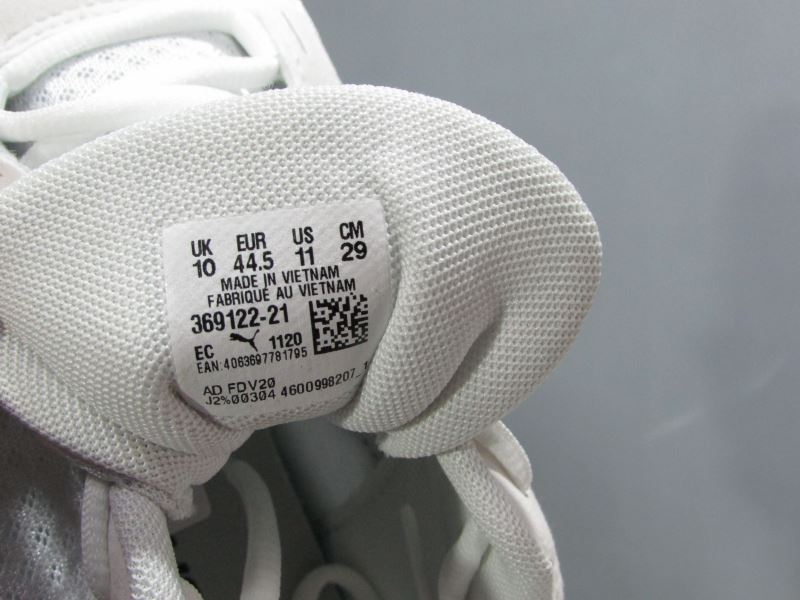 UK EUR US CM
10 44.5 11 29
MADE IN VIETNAM
FABRIQUE AU VIETNAM
369122-21
EC 1120
EAN:4063697781795
AD FDV20
J2%00304 4600998207_1